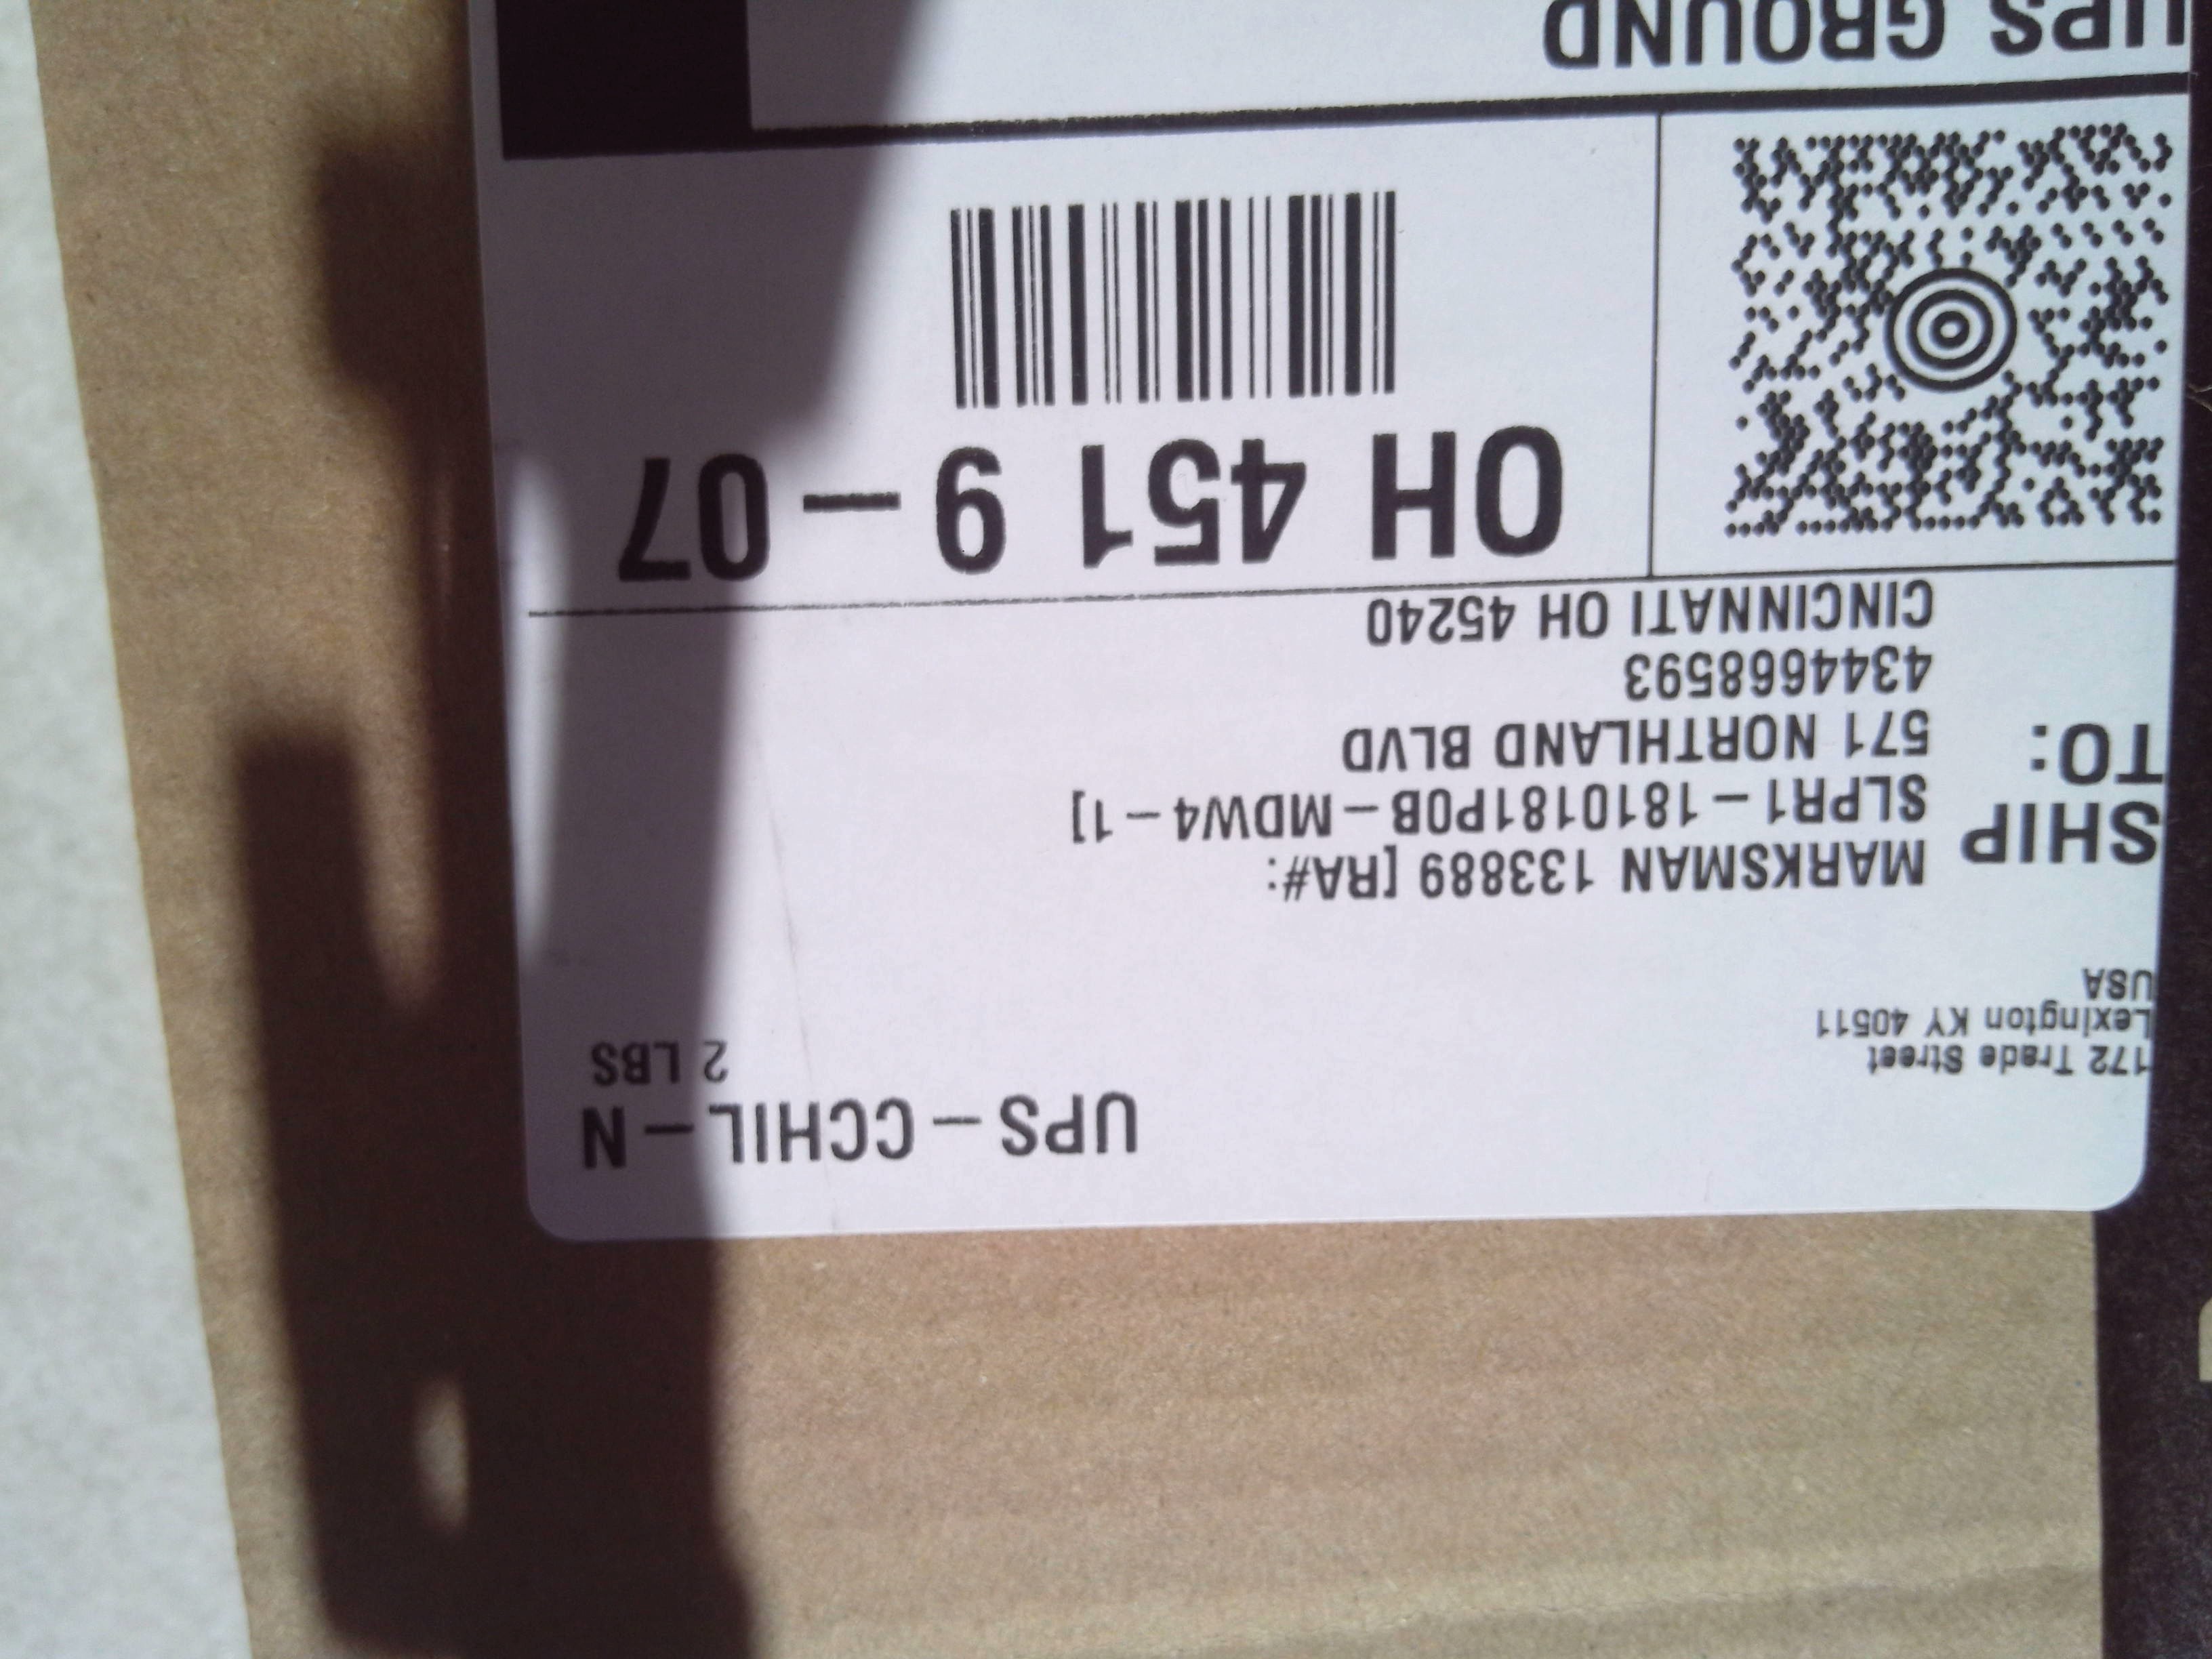 UPS-CCHIL-N
2 LBS
172 Trade Street
Lexington KY 40511
USA
SHIP
TO:
MARKSMAN 133889 [RA#:
SLPR1-1810181P0B-MDW4-1]
571 NORTHLAND BLVD
4344668593
CINCINNATI OH 45240
OH 451 9-07
UPS GROUND